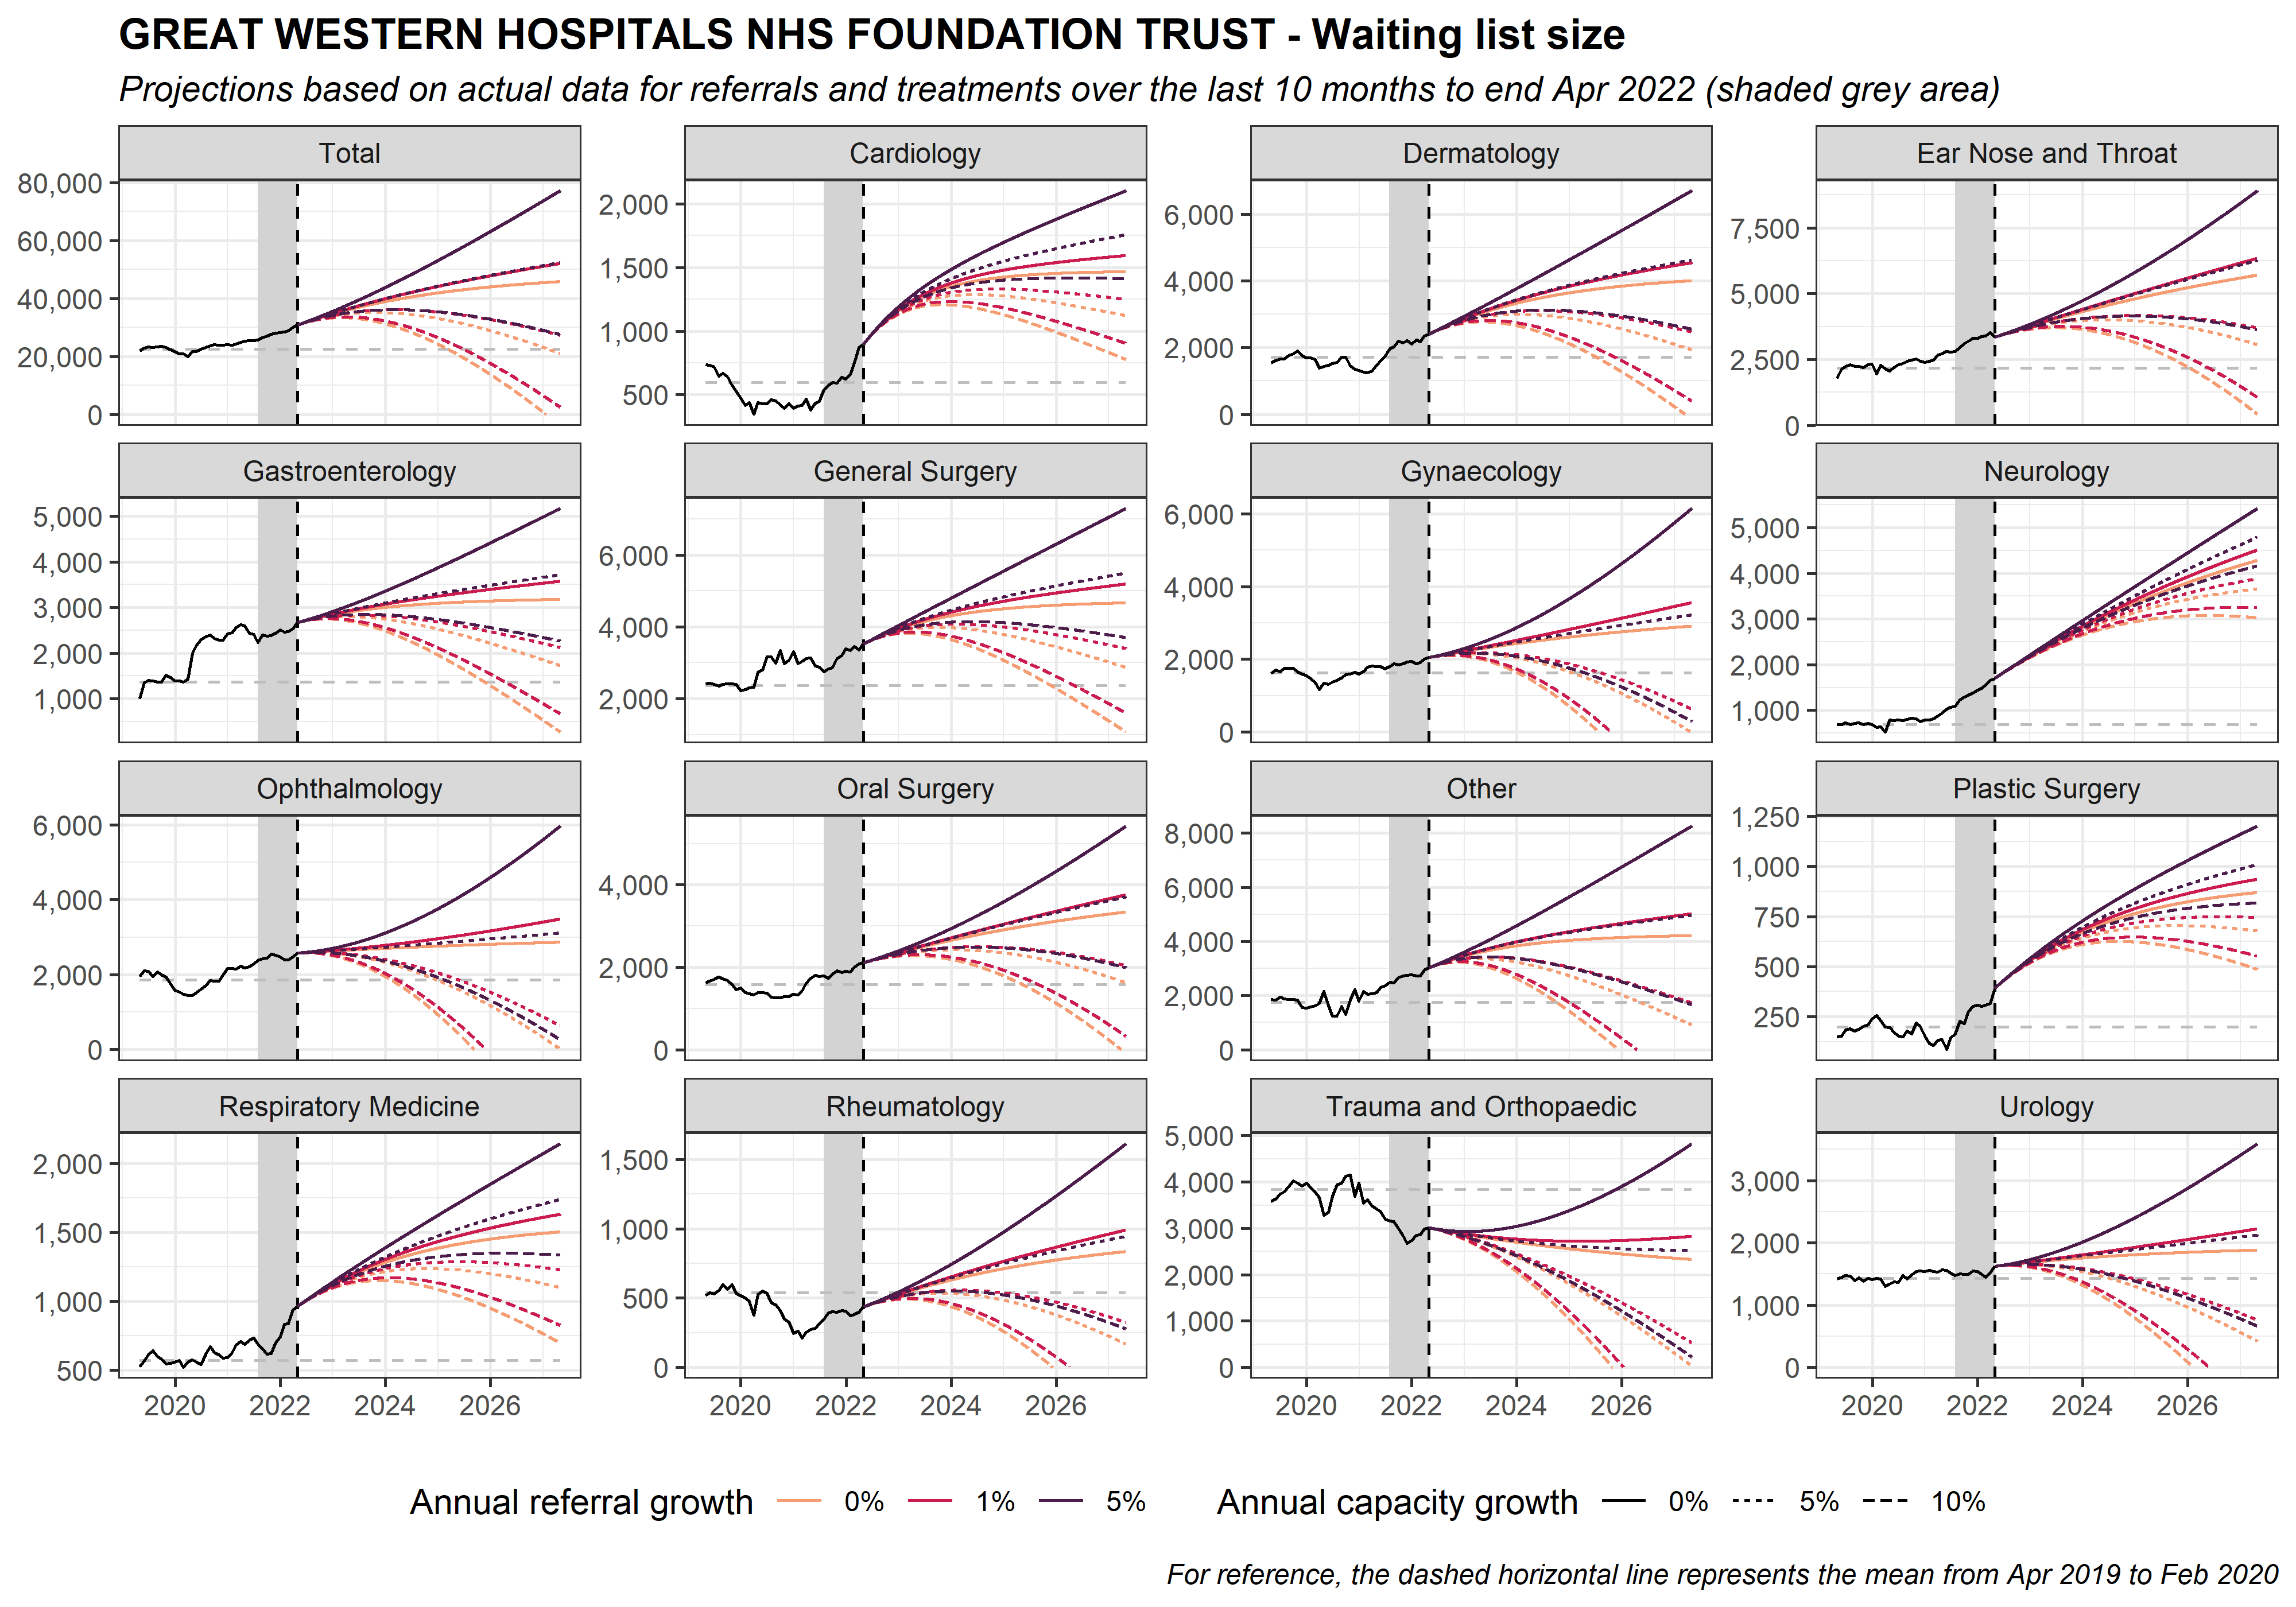 GREAT WESTERN HOSPITALS NHS FOUNDATION TRUST - Waiting list size
Projections based on actual data for referrals and treatments over the last 10 months to end Apr 2022 (shaded grey area)
Total
Cardiology
Dermatology
Ear Nose and Throat
80,000
60,000
40,000
20,000
0
2,000
1,500
1,000
500
6,000
4,000
2,000
0
7,500
5,000
2,500
0
Gastroenterology
General Surgery
Gynaecology
Neurology
5,000
4,000
3,000
2,000
1,000
6,000
4,000
2,000
6,000
4,000
2,000
0
5,000
4,000
3,000
2,000
1,000
Ophthalmology
Oral Surgery
Other
Plastic Surgery
6,000
4,000
2,000
0
4,000
2,000
0
8,000
6,000
4,000
2,000
0
1,250
1,000
750
500
250
Respiratory Medicine
Rheumatology
Trauma and Orthopaedic
Urology
2,000
1,500
1,000
500
1,500
1,000
500
0
5,000
4,000
3,000
2,000
1,000
0
3,000
2,000
1,000
0
2020 2022 2024 2026
2020 2022 2024 2026
2020 2022 2024 2026
2020 2022 2024 2026
Annual referral growth 0% 1% 5%
Annual capacity growth 0% 5% 10%
For reference, the dashed horizontal line represents the mean from Apr 2019 to Feb 2020